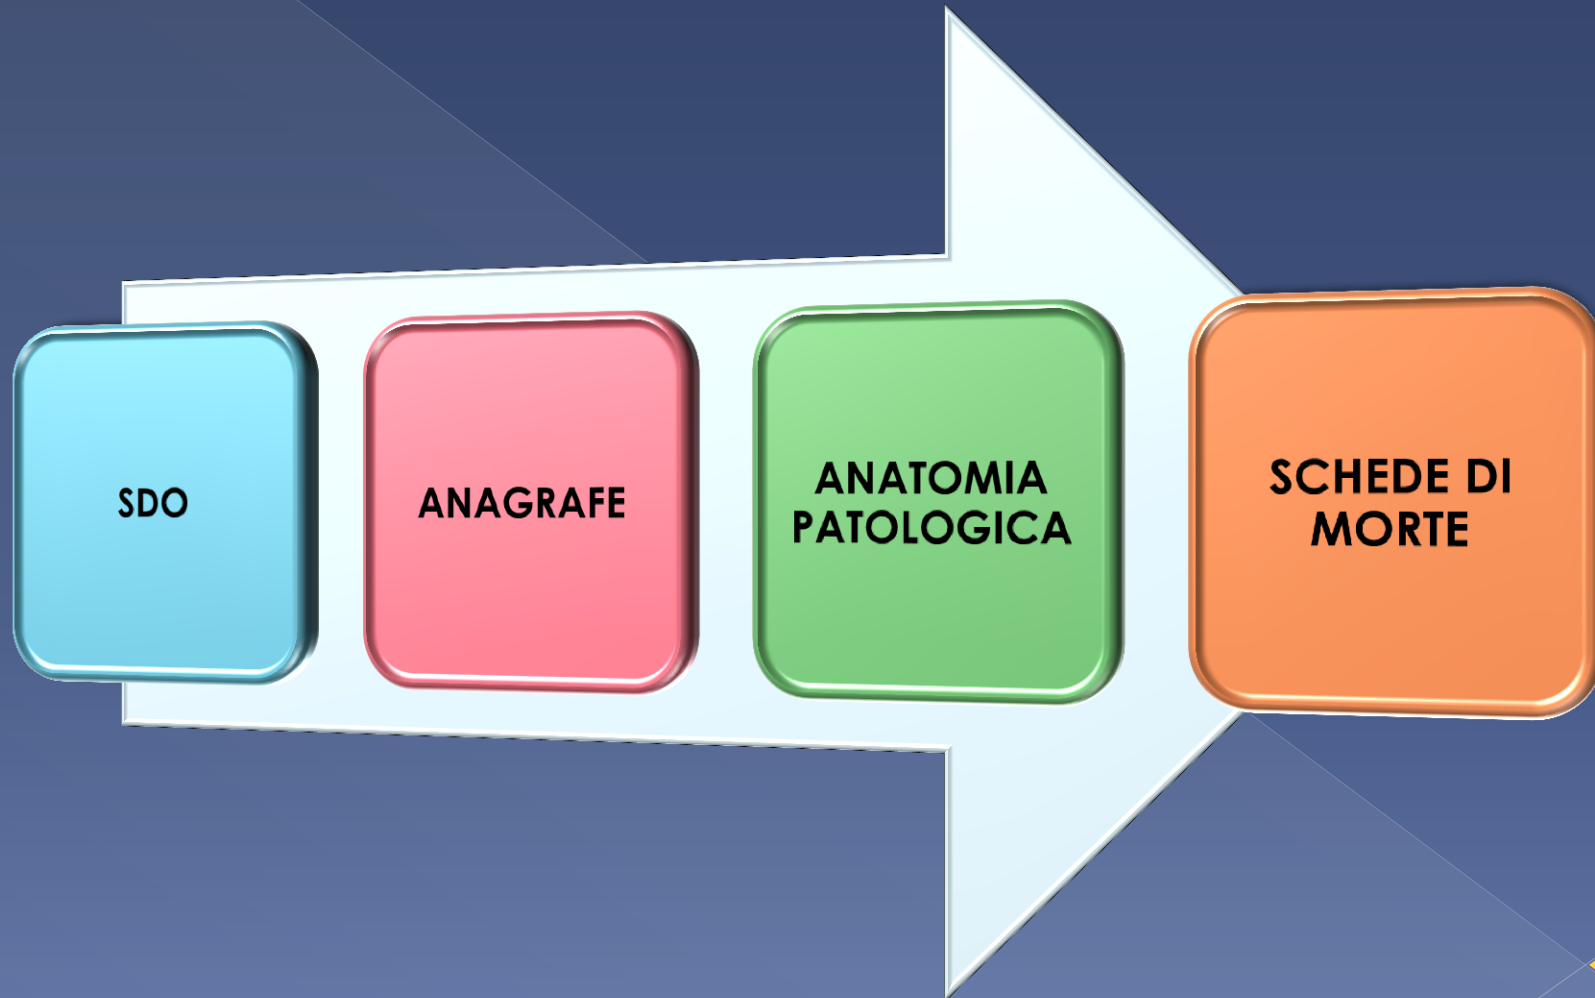 SDO
ANAGRAFE
ANATOMIA
PATOLOGICA
SCHEDE DI
MORTE